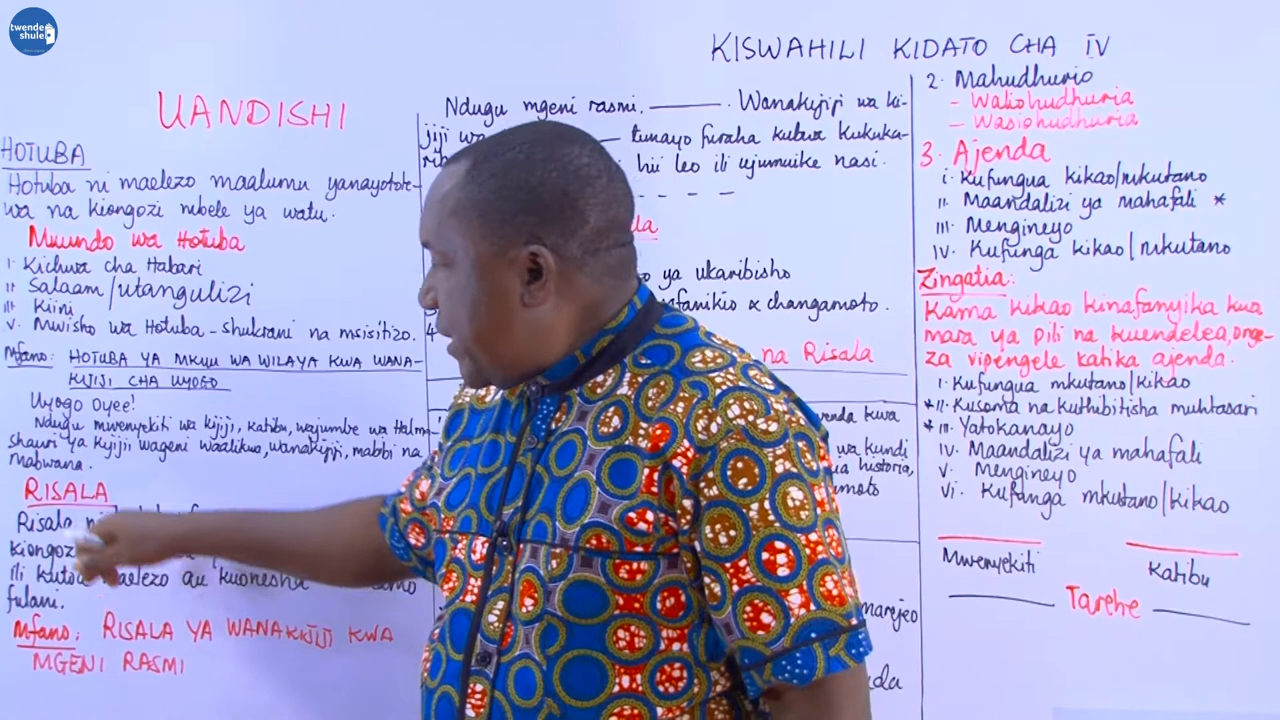 twende
shule
KISWAHILI KIDATO CHA IV
UANDISHI
HOTUBA
Hotuba ni maelezo maalumu yanayotole-
wa na kiongozi mbele ya watu.
Muundo wa Hotuba
i. Kichwa cha Habari
ii Salaam/utangulizi
iii Kiini
v. Mwisho wa Hotuba - shukrani na msisitizo.
Mfano: HOTUBA YA MKUU WA WILAYA KWA WANA-
KIJIJI CHA UYOGO
Uyogo Oyee!
Ndugu mwenyekiti wa kijiji, katibu, wajumbe wa Halma-
shauri ya kijiji wageni waalikwa, wanakijiji, mabibi na
mabwana.
RISALA
Risala
kiongoz
ili kutoa maelezo au kuonesha
fulani.
Mfano: RISALA YA WANAKIJIJI KWA
MGENI RASMI
Ndugu mgeni rasmi, ———. Wanakijiji wa ki-
jiji wa ——— tunayo furaha kubwa kukuka-
hii leo ili ujumuike nasi.
ya ukaribisho
mfanikio & changamoto.
4
na Risala
kwa
wa kundi
historia,
marejeo
2. Mahudhurio
- Waliohudhuria
- Wasiohudhuria
3. Ajenda
i. Kufungua kikao/mkutano
ii. Maandalizi ya mahafali *
iii. Mengineyo
iv. Kufunga kikao/mkutano
Zingatia:
Kama kikao kinafanyika kwa
mara ya pili na kuendelea, onge-
za vipengele katika ajenda.
i. Kufungua mkutano/kikao
*ii. Kusoma na kuthibitisha muhtasari
* iii. Yatokanayo
iv. Maandalizi ya mahafali
v. Mengineyo
vi. Kufunga mkutano/kikao
Mwenyekiti
Katibu
Tarehe